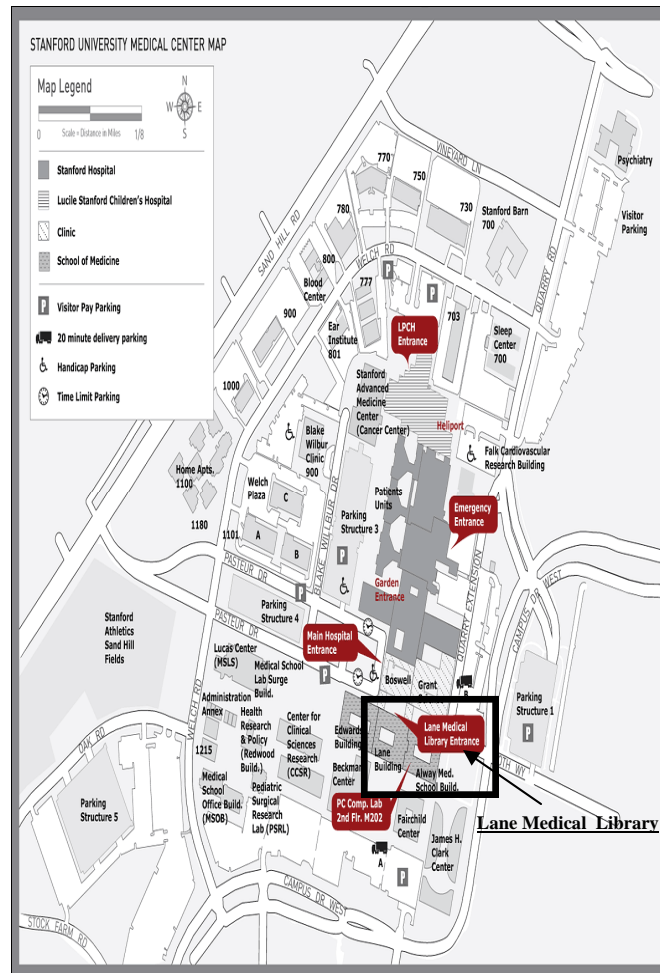 STANFORD UNIVERSITY MEDICAL CENTER MAP
Map Legend
N
W
E
S
0 Scale = Distance in Miles 1/8
Stanford Hospital
Lucile Stanford Children's Hospital
Clinic
School of Medicine
P Visitor Pay Parking
20 minute delivery parking
Handicap Parking
Time Limit Parking
VINEYARD LN
Psychiatry
770
750
730
Stanford Barn
700
Visitor
Parking
780
SAND HILL RD
WELCH RD
QUARRY RD
800
Blood
Center
777
P
P
900
703
Ear
Institute
801
LPCH
Entrance
Sleep
Center
700
1000
Stanford
Advanced
Medicine
Center
(Cancer Center)
Heliport
Blake
Wilbur
Clinic
900
Falk Cardiovascular
Research Building
Home Apts.
1100
Welch
Plaza
C
Patients
Units
1180
Parking
Structure 3
Emergency
Entrance
1101
A
B
BLAKE WILBUR DR
PASTEUR DR
P
P
Garden
Entrance
QUARRY EXTENSION
CAMPUS DR WEST
Stanford
Athletics
Sand Hill
Fields
Parking
Structure 4
PASTEUR DR
Main Hospital
Entrance
Lucas Center
(MSLS)
Medical School
Lab Surge
Build.
P
Boswell
Grant
B
Parking
Structure 1
P
WELCH RD
Administration
Annex
Health
Research
& Policy
(Redwood
Build.)
Center for
Clinical
Sciences
Research
(CCSR)
Edwards
Building
Lane
Building
Lane Medical
Library Entrance
1215
OAK RD
Beckman
Center
Alway Med.
School Build.
Medical
School
Office Build.
(MSOB)
Pediatric
Surgical
Research
Lab (PSRL)
PC Comp. Lab
2nd Flr. M202
Lane Medical Library
Parking
Structure 5
Fairchild
Center
James H.
Clark
Center
A
P
CAMPUS DR WEST
STOCK FARM RD